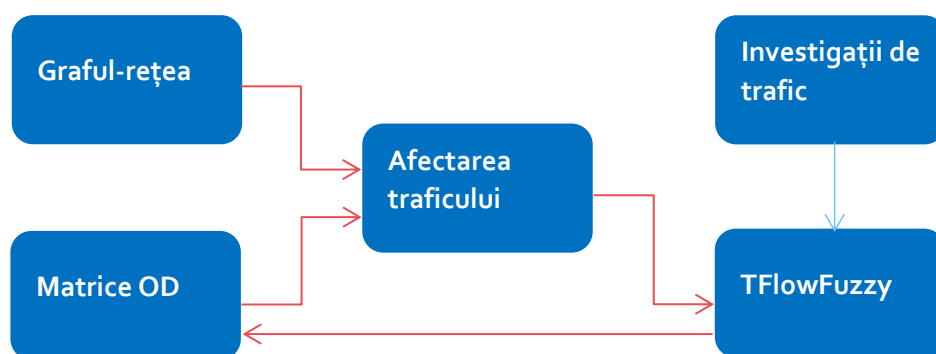 Graful-rețea
Investigații de
trafic
Afectarea
traficului
Matrice OD
TFlowFuzzy